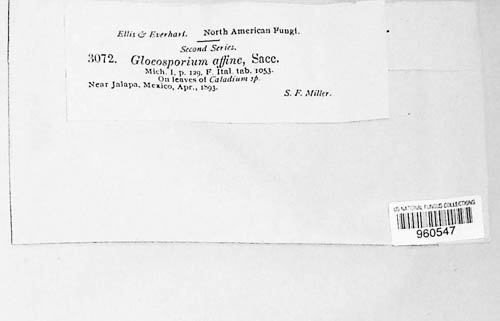 Ellis & Everhart. North American Fungi.
Second Series.
3072. Gloeosporium affine, Sacc.
Mich. I, p. 129, F. Ital. tab. 1053.
On leaves of Caladium sp.
Near Jalapa, Mexico, Apr., 1893.
S. F. Miller.
US NATIONAL FUNGUS COLLECTIONS
960547